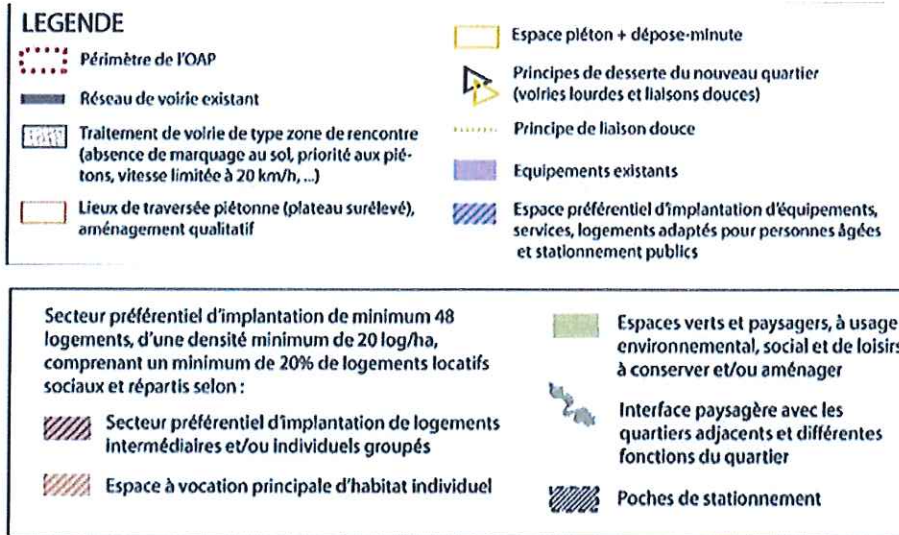 LEGENDE
Périmètre de l'OAP
Réseau de voirie existant
Traitement de voirie de type zone de rencontre
(absence de marquage au sol, priorité aux pié-
tons, vitesse limitée à 20 km/h, ...)
Lieux de traversée piétonne (plateau surélevé),
aménagement qualitatif
Espace piéton + dépose-minute
Principes de desserte du nouveau quartier
(voiries lourdes et liaisons douces)
Principe de liaison douce
Equipements existants
Espace préférentiel d'implantation d'équipements,
services, logements adaptés pour personnes âgées
et stationnement publics
Secteur préférentiel d'implantation de minimum 48
logements, d'une densité minimum de 20 log/ha,
comprenant un minimum de 20% de logements locatifs
sociaux et répartis selon :
Secteur préférentiel d'implantation de logements
intermédiaires et/ou individuels groupés
Espace à vocation principale d'habitat individuel
Espaces verts et paysagers, à usage
environnemental, social et de loisirs
à conserver et/ou aménager
Interface paysagère avec les
quartiers adjacents et différentes
fonctions du quartier
Poches de stationnement